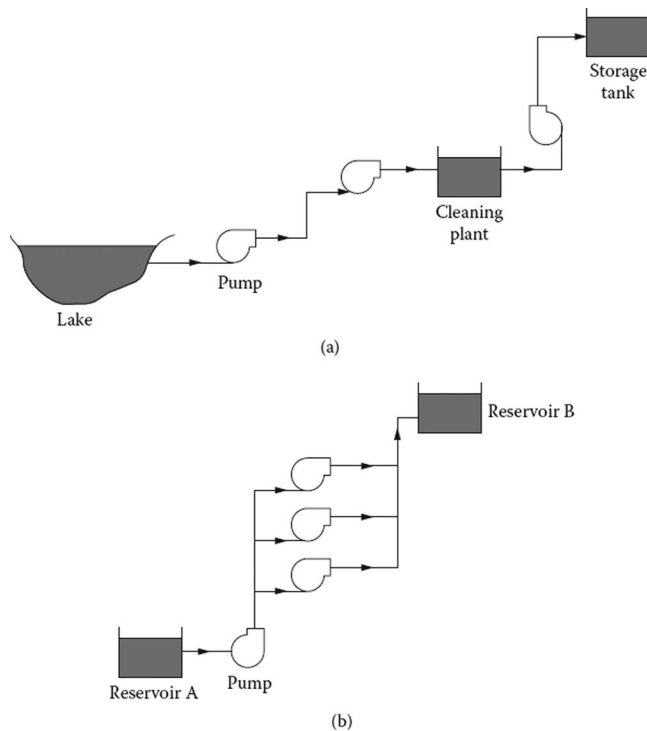 Storage
tank
Cleaning
plant
Pump
Lake
(a)
Reservoir B
Pump
Reservoir A
(b)